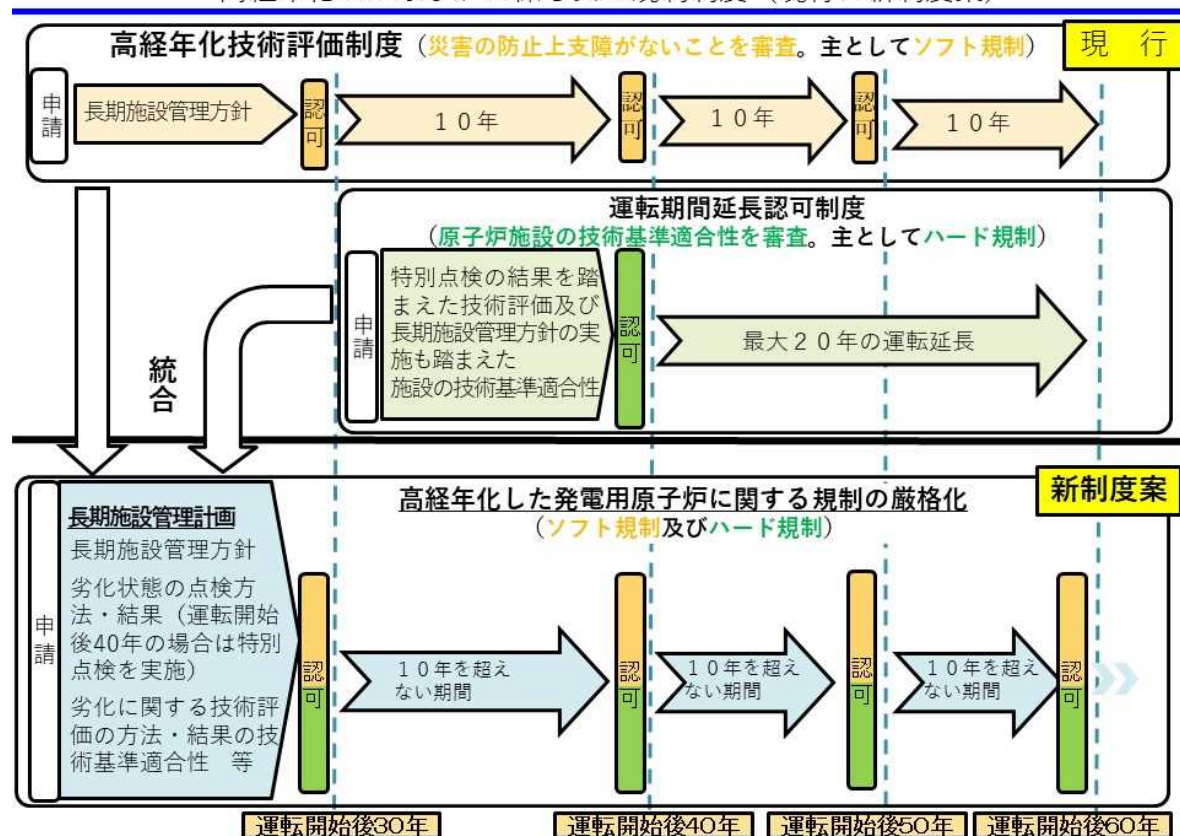 高経年化技術評価制度（災害の防止上支障がないことを審査。主としてソフト規制）
現　行
申請
長期施設管理方針
認可
１０年
認可
１０年
認可
１０年
運転期間延長認可制度
（原子炉施設の技術基準適合性を審査。主としてハード規制）
申請
特別点検の結果を踏
まえた技術評価及び
長期施設管理方針の実
施も踏まえた
施設の技術基準適合性
認可
最大２０年の運転延長
統合
新制度案
高経年化した発電用原子炉に関する規制の厳格化
（ソフト規制及びハード規制）
申請
長期施設管理計画
長期施設管理方針
劣化状態の点検方
法・結果（運転開始
後40年の場合は特別
点検を実施）
劣化に関する技術評
価の方法・結果の技
術基準適合性　等
認可
１０年を超え
ない期間
認可
１０年を超え
ない期間
認可
１０年を超え
ない期間
認可
運転開始後30年
運転開始後40年
運転開始後50年
運転開始後60年